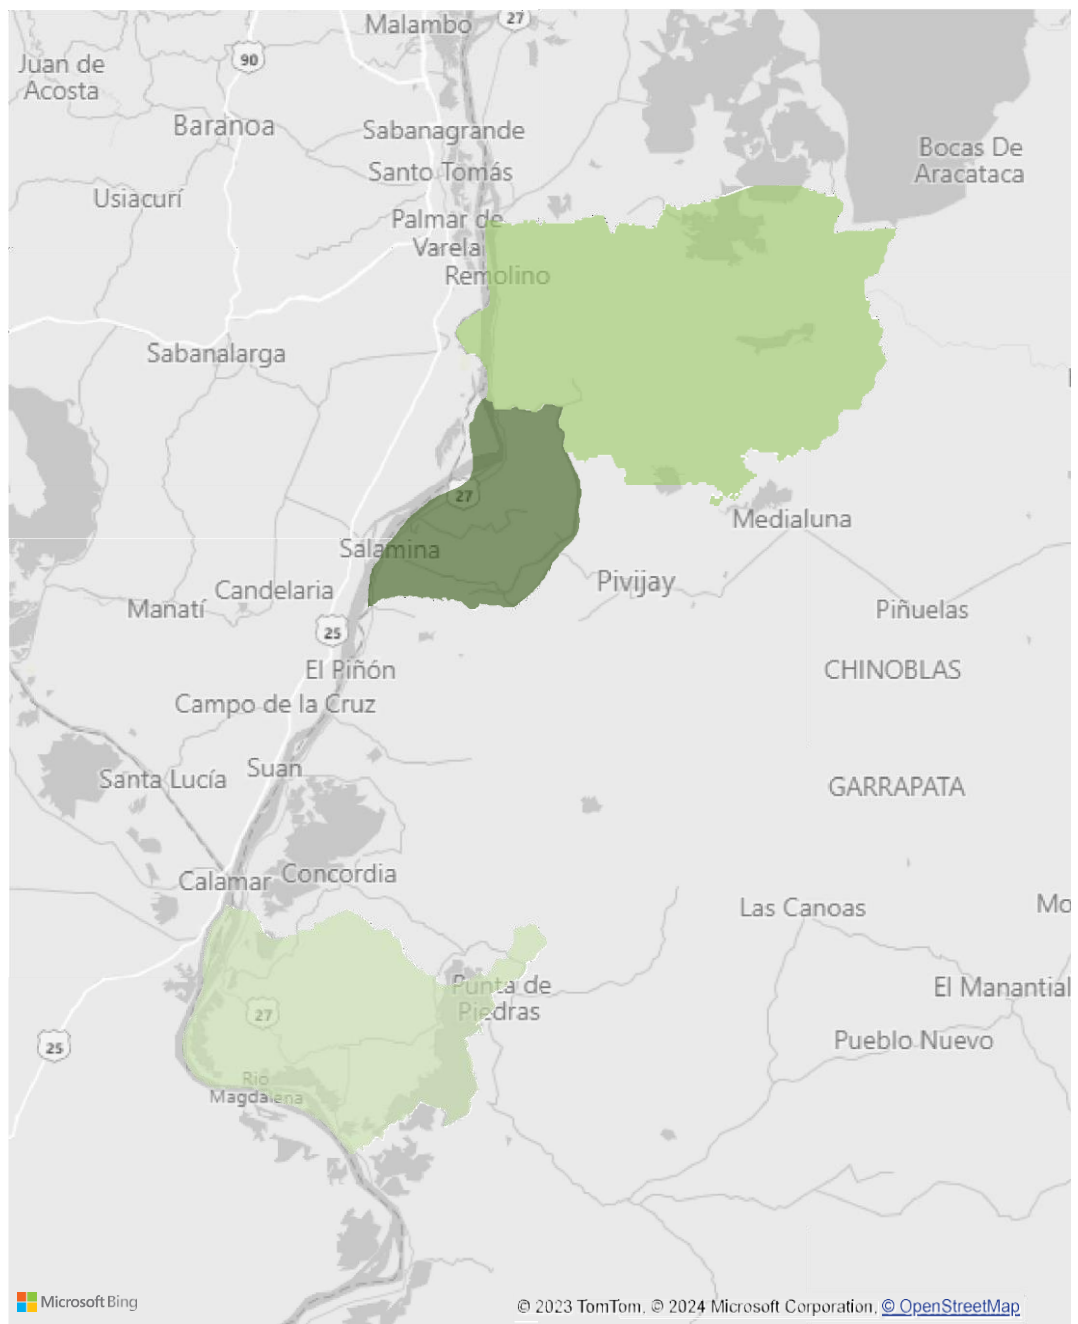 Malambo
27
Juan de
Acosta
90
Baranoa
Sabanagrande
Bocas De
Aracataca
Santo Tomás
Usiacurí
Palmar de
Varela
Remolino
Sabanalarga
27
Medialuna
Salamina
Pivijay
Candelaria
Manatí
Piñuelas
25
El Piñón
CHINOBLAS
Campo de la Cruz
Suan
Santa Lucía
GARRAPATA
Calamar
Concordia
Las Canoas
Mo
Punta de
Piedras
El Manantial
27
25
Pueblo Nuevo
Rio
Magdalena
Microsoft Bing
© 2023 TomTom, © 2024 Microsoft Corporation, © OpenStreetMap